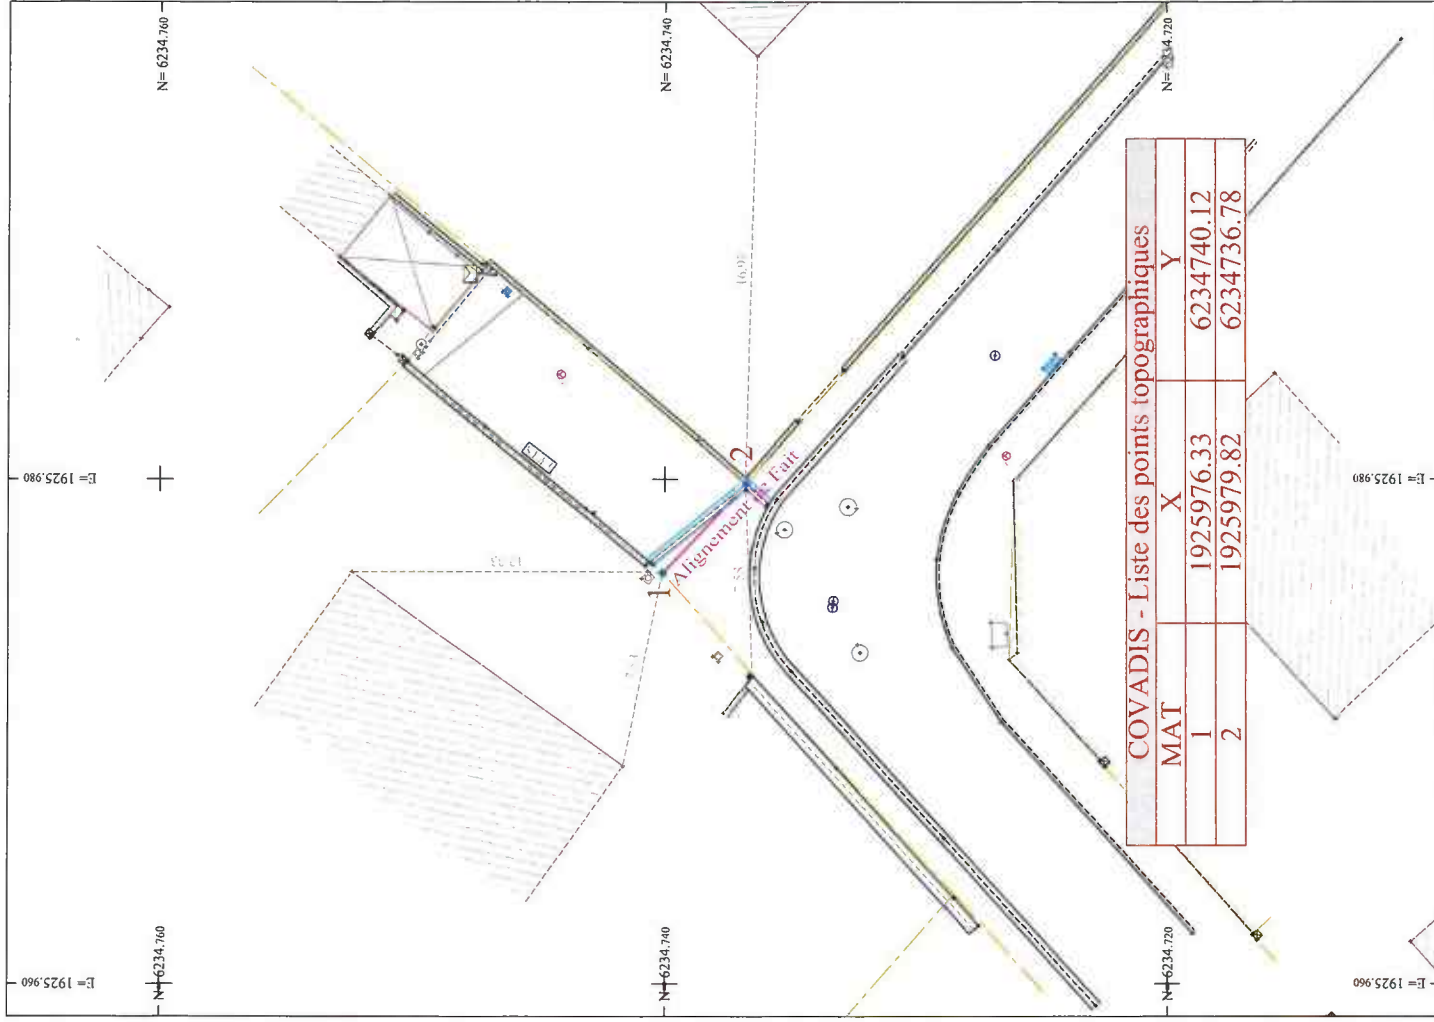 N= 6234.760
N= 6234.740
N= 6234.720
E= 1925.980
E= 1925.980
16.98
1
2
Alignement de Fait
COVADIS - Liste des points topographiques
MAT X Y
1 1925976.33 6234740.12
2 1925979.82 6234736.78
N= 6234.760
N= 6234.740
N= 6234.720
E= 1925.960
E= 1925.960